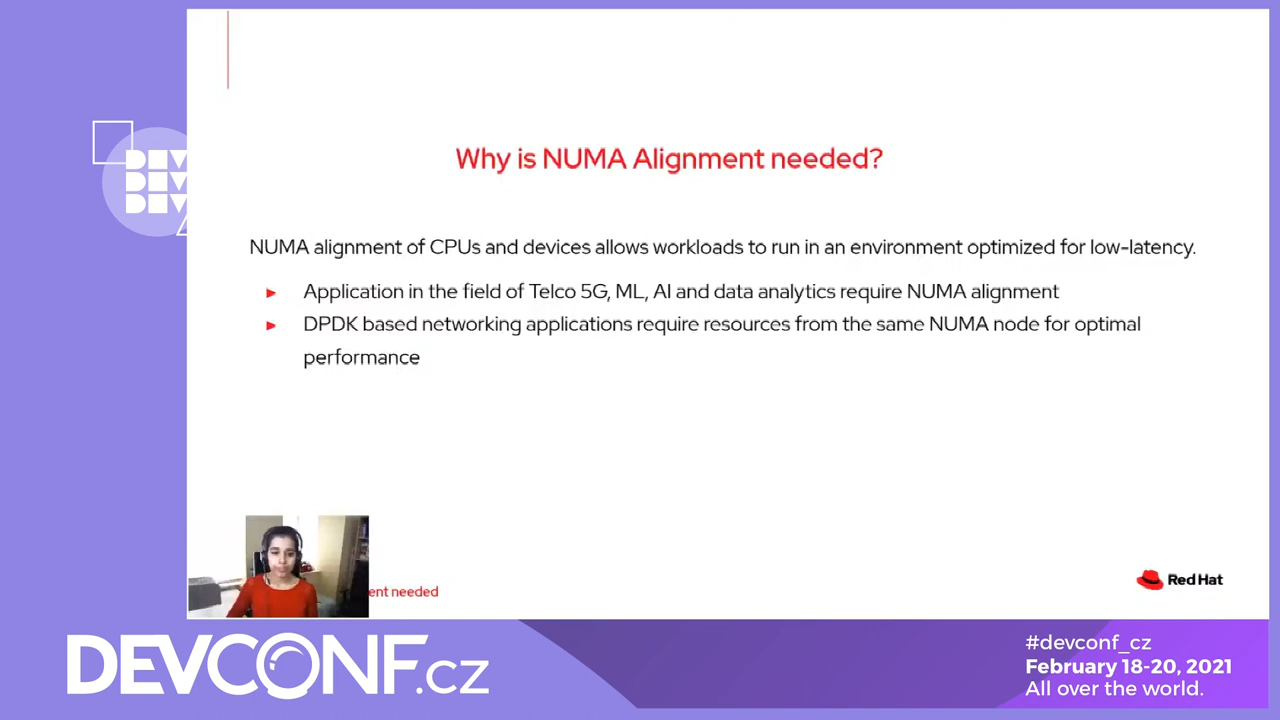 DEV
DEV
DEV
Why is NUMA Alignment needed?
NUMA alignment of CPUs and devices allows workloads to run in an environment optimized for low-latency.
► Application in the field of Telco 5G, ML, AI and data analytics require NUMA alignment
► DPDK based networking applications require resources from the same NUMA node for optimal
performance
ent needed
Red Hat
DEVCONF.cz
#devconf_cz
February 18-20, 2021
All over the world.